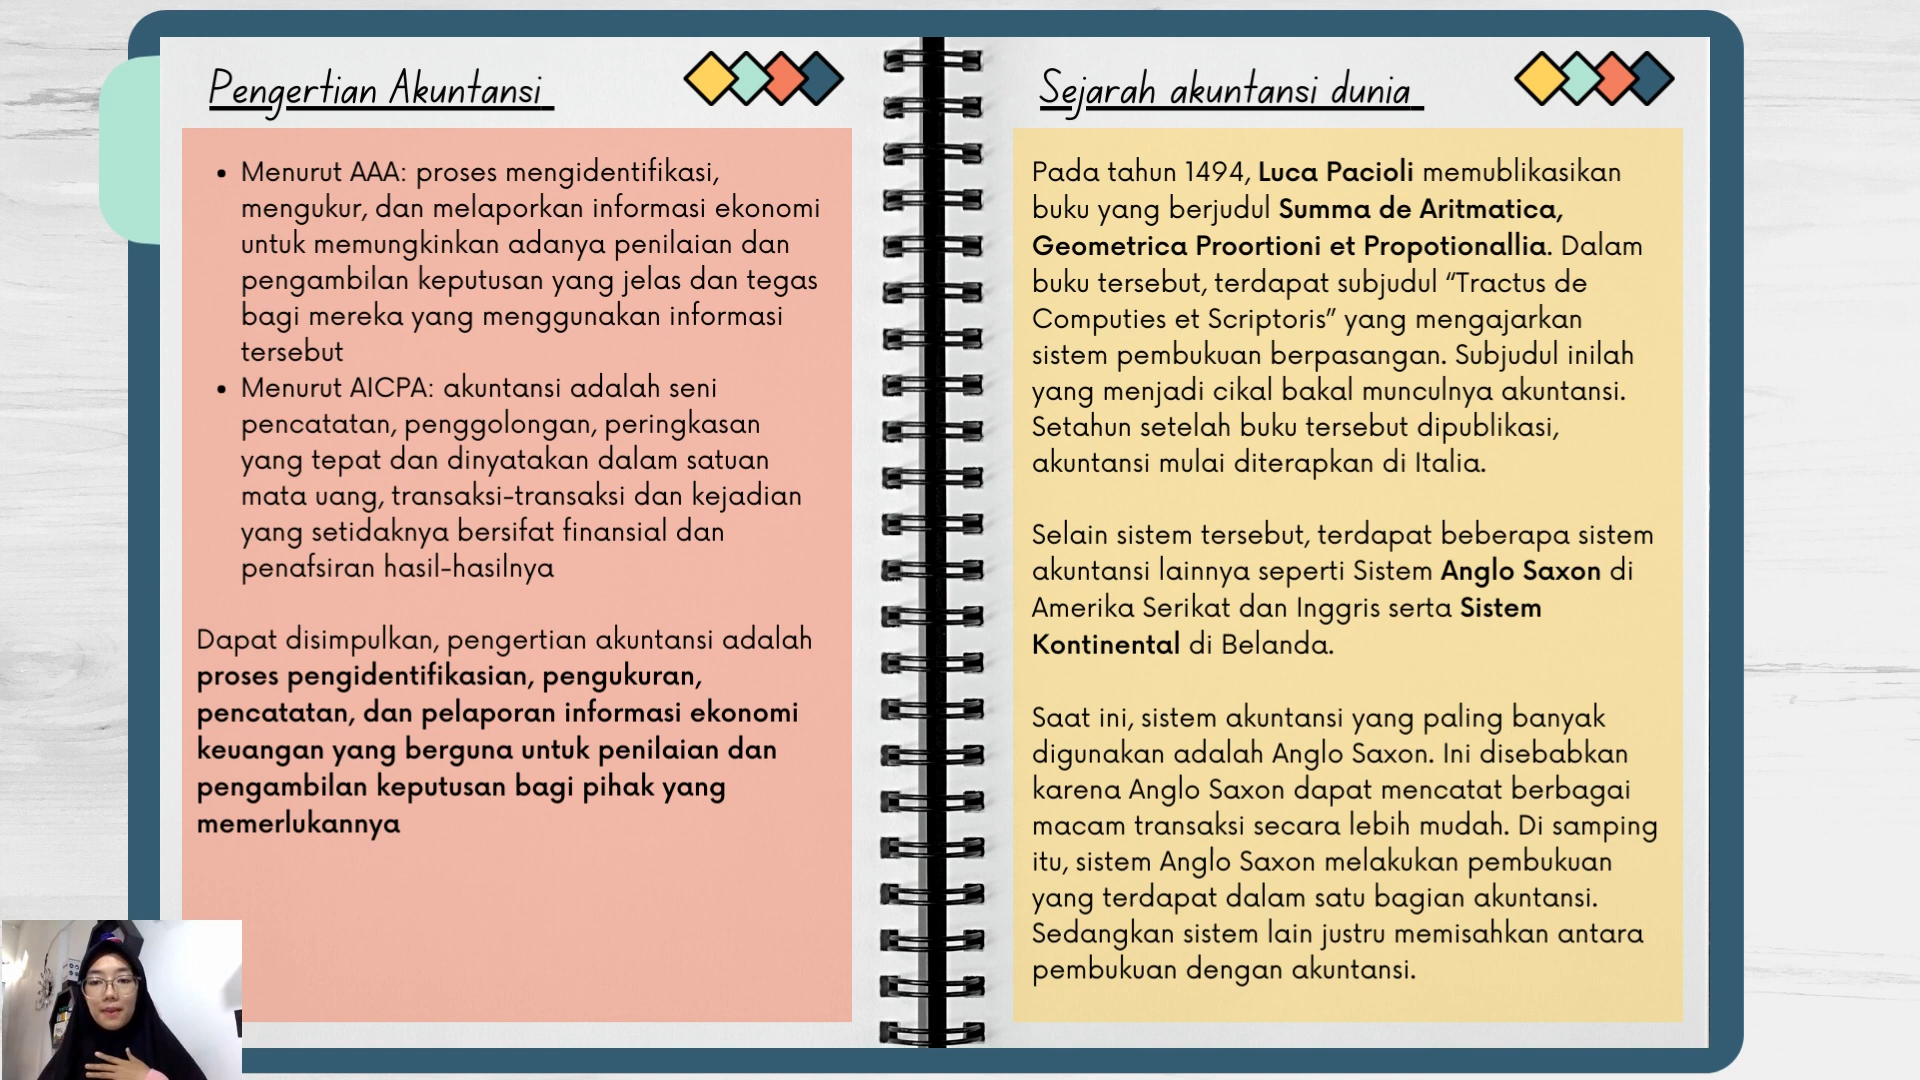 Pengertian Akuntansi
• Menurut AAA: proses mengidentifikasi,
mengukur, dan melaporkan informasi ekonomi
untuk memungkinkan adanya penilaian dan
pengambilan keputusan yang jelas dan tegas
bagi mereka yang menggunakan informasi
tersebut
• Menurut AICPA: akuntansi adalah seni
pencatatan, penggolongan, peringkasan
yang tepat dan dinyatakan dalam satuan
mata uang, transaksi-transaksi dan kejadian
yang setidaknya bersifat finansial dan
penafsiran hasil-hasilnya
Dapat disimpulkan, pengertian akuntansi adalah
proses pengidentifikasian, pengukuran,
pencatatan, dan pelaporan informasi ekonomi
keuangan yang berguna untuk penilaian dan
pengambilan keputusan bagi pihak yang
memerlukannya
Sejarah akuntansi dunia
Pada tahun 1494, Luca Pacioli memublikasikan
buku yang berjudul Summa de Aritmatica,
Geometrica Proortioni et Propotionallia. Dalam
buku tersebut, terdapat subjudul “Tractus de
Computies et Scriptoris” yang mengajarkan
sistem pembukuan berpasangan. Subjudul inilah
yang menjadi cikal bakal munculnya akuntansi.
Setahun setelah buku tersebut dipublikasi,
akuntansi mulai diterapkan di Italia.
Selain sistem tersebut, terdapat beberapa sistem
akuntansi lainnya seperti Sistem Anglo Saxon di
Amerika Serikat dan Inggris serta Sistem
Kontinental di Belanda.
Saat ini, sistem akuntansi yang paling banyak
digunakan adalah Anglo Saxon. Ini disebabkan
karena Anglo Saxon dapat mencatat berbagai
macam transaksi secara lebih mudah. Di samping
itu, sistem Anglo Saxon melakukan pembukuan
yang terdapat dalam satu bagian akuntansi.
Sedangkan sistem lain justru memisahkan antara
pembukuan dengan akuntansi.